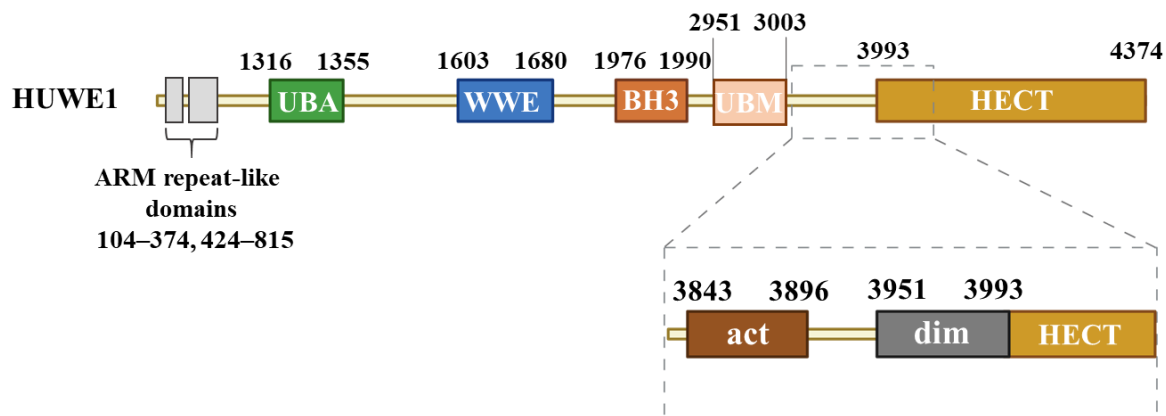 2951 3003
1316 1355 1603 1680 1976 1990 3993 4374
HUWE1 UBA WWE BH3 UBM HECT
ARM repeat-like
domains
104–374, 424–815
3843 3896 3951 3993
act dim HECT